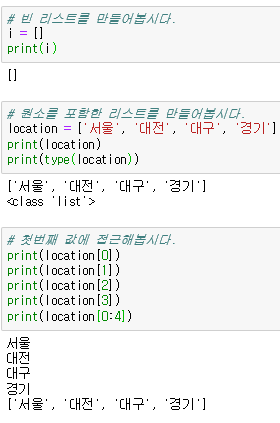 # 빈 리스트를 만들어봅시다.
i = []
print(i)
[]
# 원소를 포함한 리스트를 만들어봅시다.
location = ['서울', '대전', '대구', '경기']
print(location)
print(type(location))
['서울', '대전', '대구', '경기']
<class 'list'>
# 첫번째 값에 접근해봅시다.
print(location[0])
print(location[1])
print(location[2])
print(location[3])
print(location[0:4])
서울
대전
대구
경기
['서울', '대전', '대구', '경기']